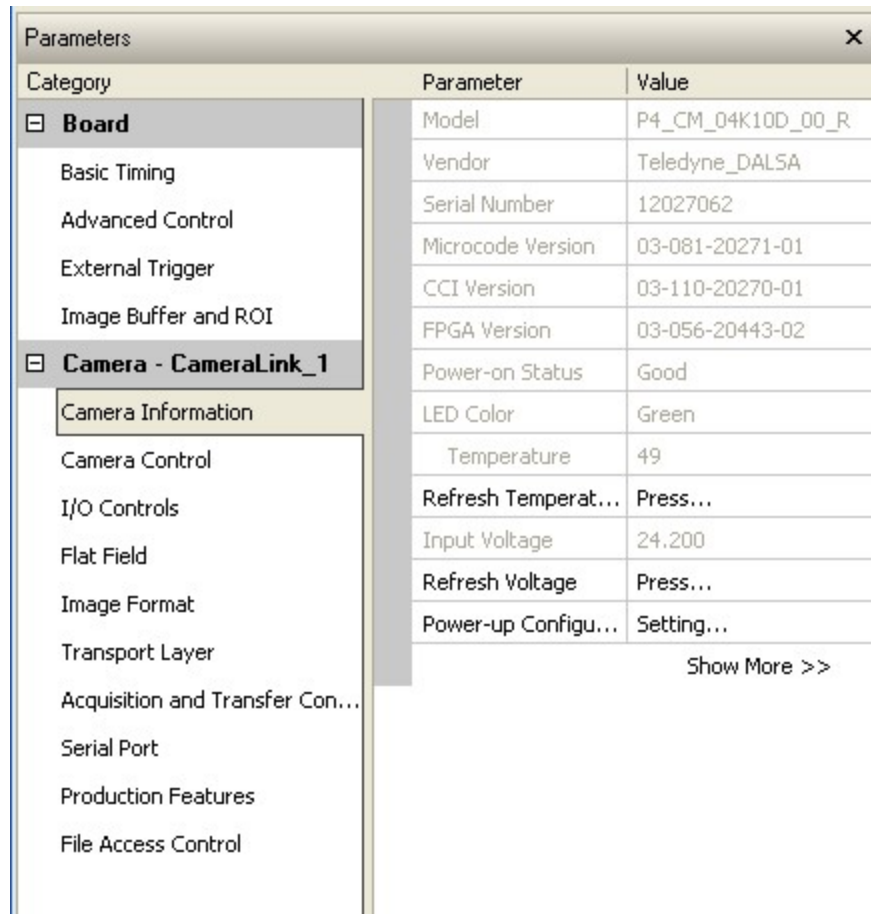 Parameters
Category
Board
Basic Timing
Advanced Control
External Trigger
Image Buffer and ROI
Camera - CameraLink_1
Camera Information
Camera Control
I/O Controls
Flat Field
Image Format
Transport Layer
Acquisition and Transfer Con...
Serial Port
Production Features
File Access Control
Parameter Value
Model P4_CM_04K10D_00_R
Vendor Teledyne_DALSA
Serial Number 12027062
Microcode Version 03-081-20271-01
CCI Version 03-110-20270-01
FPGA Version 03-056-20443-02
Power-on Status Good
LED Color Green
Temperature 49
Refresh Temperat... Press...
Input Voltage 24.200
Refresh Voltage Press...
Power-up Configu... Setting...
Show More >>